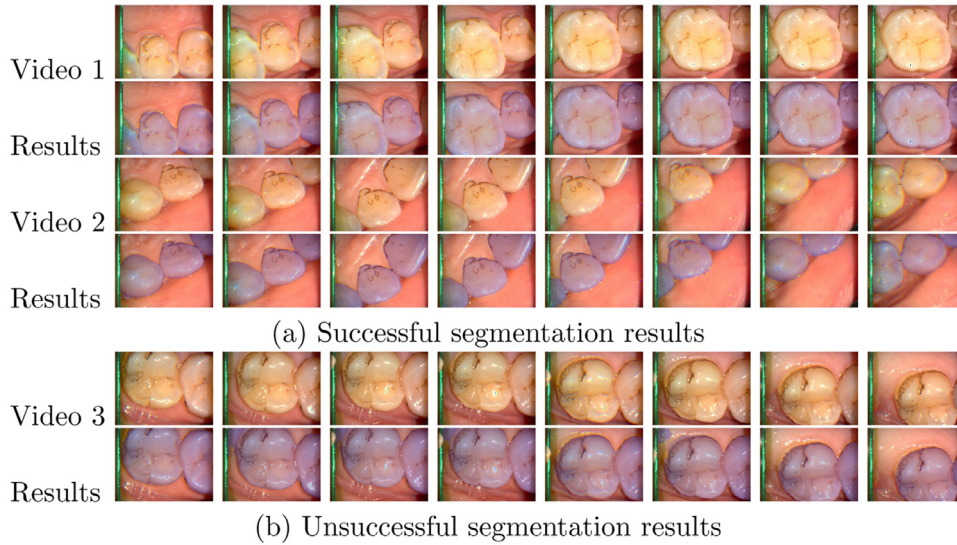 Video 1
Results
Video 2
Results
(a) Successful segmentation results
Video 3
Results
(b) Unsuccessful segmentation results